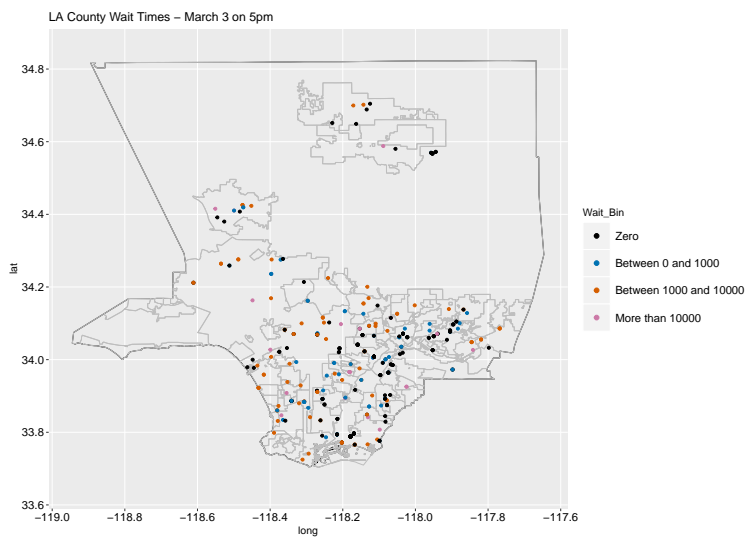 LA County Wait Times − March 3 on 5pm
34.8
34.6
34.4
34.2
34.0
33.8
33.6
lat
−119.0
−118.8
−118.6
−118.4
−118.2
−118.0
−117.8
−117.6
long
Wait_Bin
Zero
Between 0 and 1000
Between 1000 and 10000
More than 10000